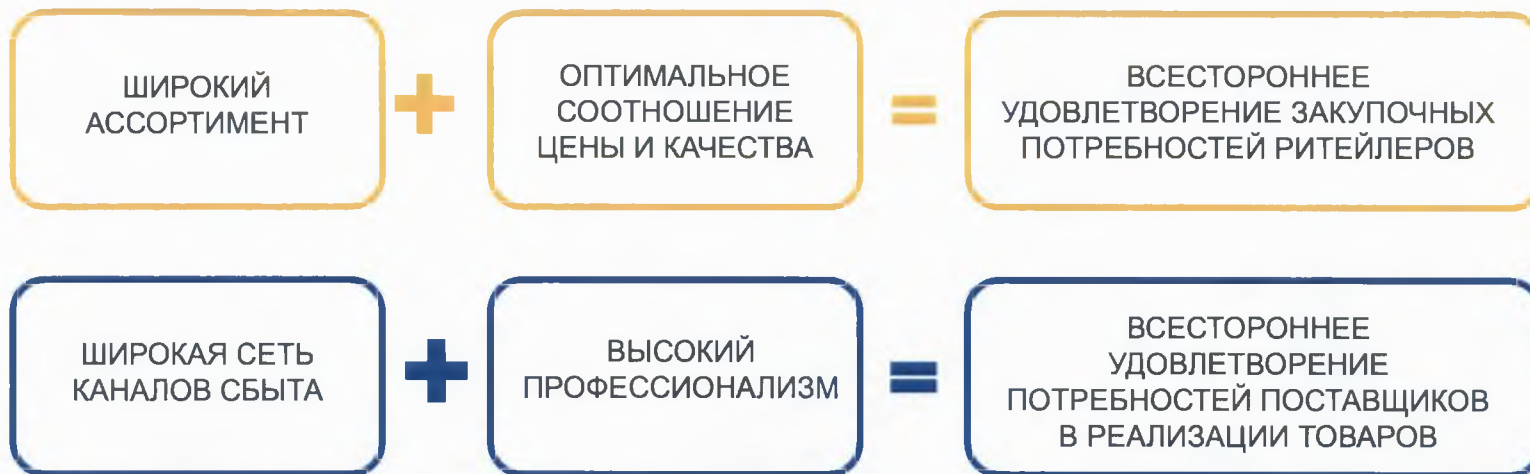 ШИРОКИЙ
АССОРТИМЕНТ
+
ОПТИМАЛЬНОЕ
СООТНОШЕНИЕ
ЦЕНЫ И КАЧЕСТВА
=
ВСЕСТОРОННЕЕ
УДОВЛЕТВОРЕНИЕ ЗАКУПОЧНЫХ
ПОТРЕБНОСТЕЙ РИТЕЙЛЕРОВ
ШИРОКАЯ СЕТЬ
КАНАЛОВ СБЫТА
+
ВЫСОКИЙ
ПРОФЕССИОНАЛИЗМ
=
ВСЕСТОРОННЕЕ
УДОВЛЕТВОРЕНИЕ
ПОТРЕБНОСТЕЙ ПОСТАВЩИКОВ
В РЕАЛИЗАЦИИ ТОВАРОВ